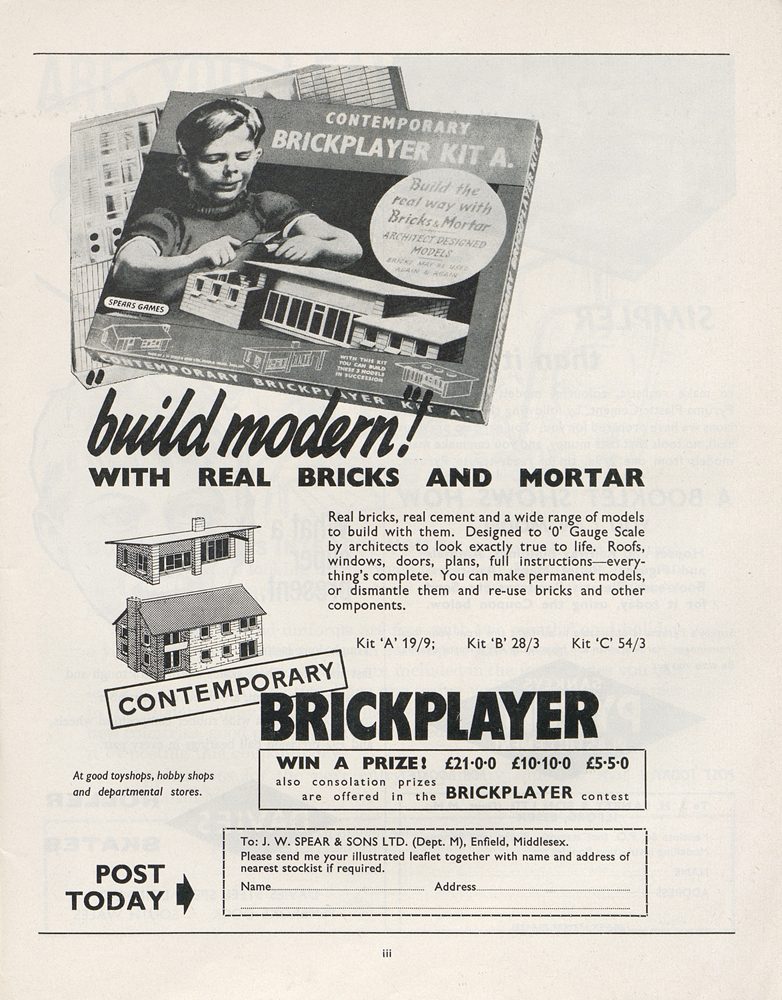 CONTEMPORARY
BRICKPLAYER KIT A.
Build the
real way with
Bricks & Mortar
ARCHITECT DESIGNED
MODELS
BRICKS MAY BE USED
AGAIN & AGAIN
SPEARS GAMES
WITH THIS KIT
YOU CAN BUILD
THESE 3 MODELS
IN SUCCESSION
CONTEMPORARY BRICKPLAYER KIT A.
"build modern!"
WITH REAL BRICKS AND MORTAR
Real bricks, real cement and a wide range of models
to build with them. Designed to ‘0’ Gauge Scale
by architects to look exactly true to life. Roofs,
windows, doors, plans, full instructions—every-
thing's complete. You can make permanent models,
or dismantle them and re-use bricks and other
components.
Kit ‘A’ 19/9; Kit ‘B’ 28/3 Kit ‘C’ 54/3
CONTEMPORARY
BRICKPLAYER
At good toyshops, hobby shops
and departmental stores.
WIN A PRIZE! £21·0·0 £10·10·0 £5·5·0
also consolation prizes
are offered in the BRICKPLAYER contest
POST
TODAY
To: J. W. SPEAR & SONS LTD. (Dept. M), Enfield, Middlesex.
Please send me your illustrated leaflet together with name and address of
nearest stockist if required.
Name Address
iii